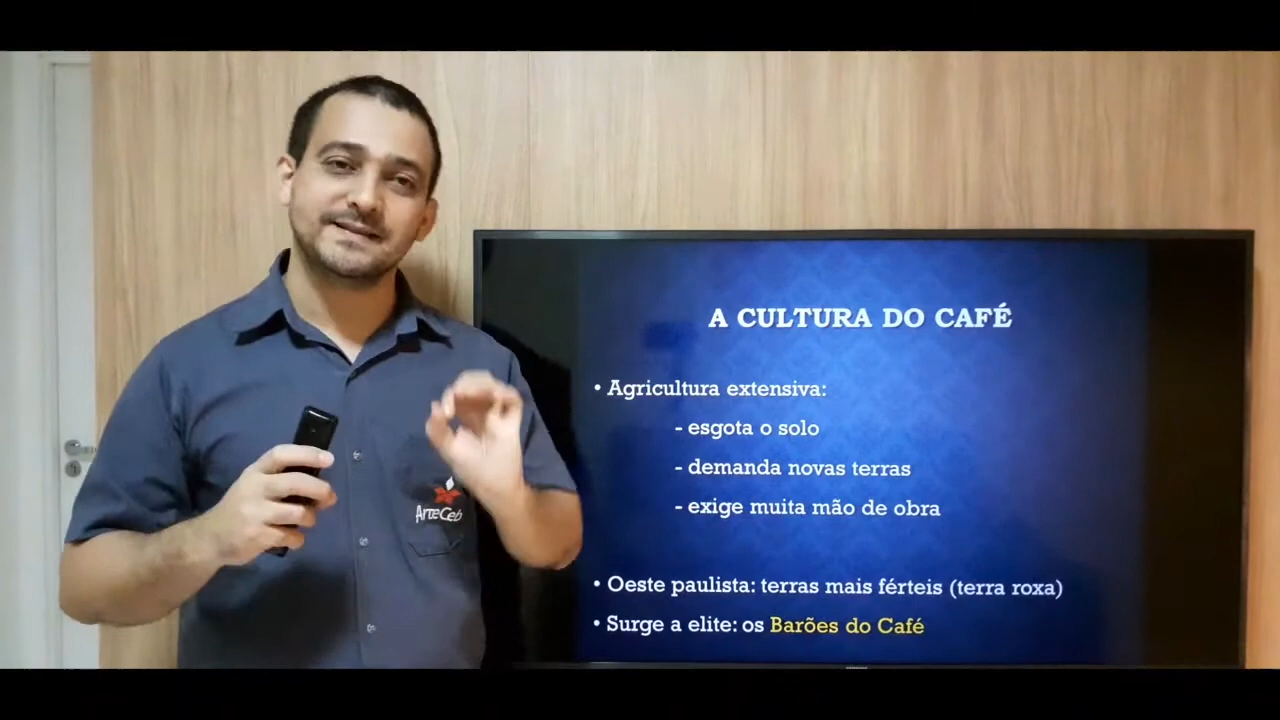 A CULTURA DO CAFÉ
• Agricultura extensiva:
- esgota o solo
- demanda novas terras
- exige muita mão de obra
• Oeste paulista: terras mais férteis (terra roxa)
• Surge a elite: os Barões do Café
ArteCeb